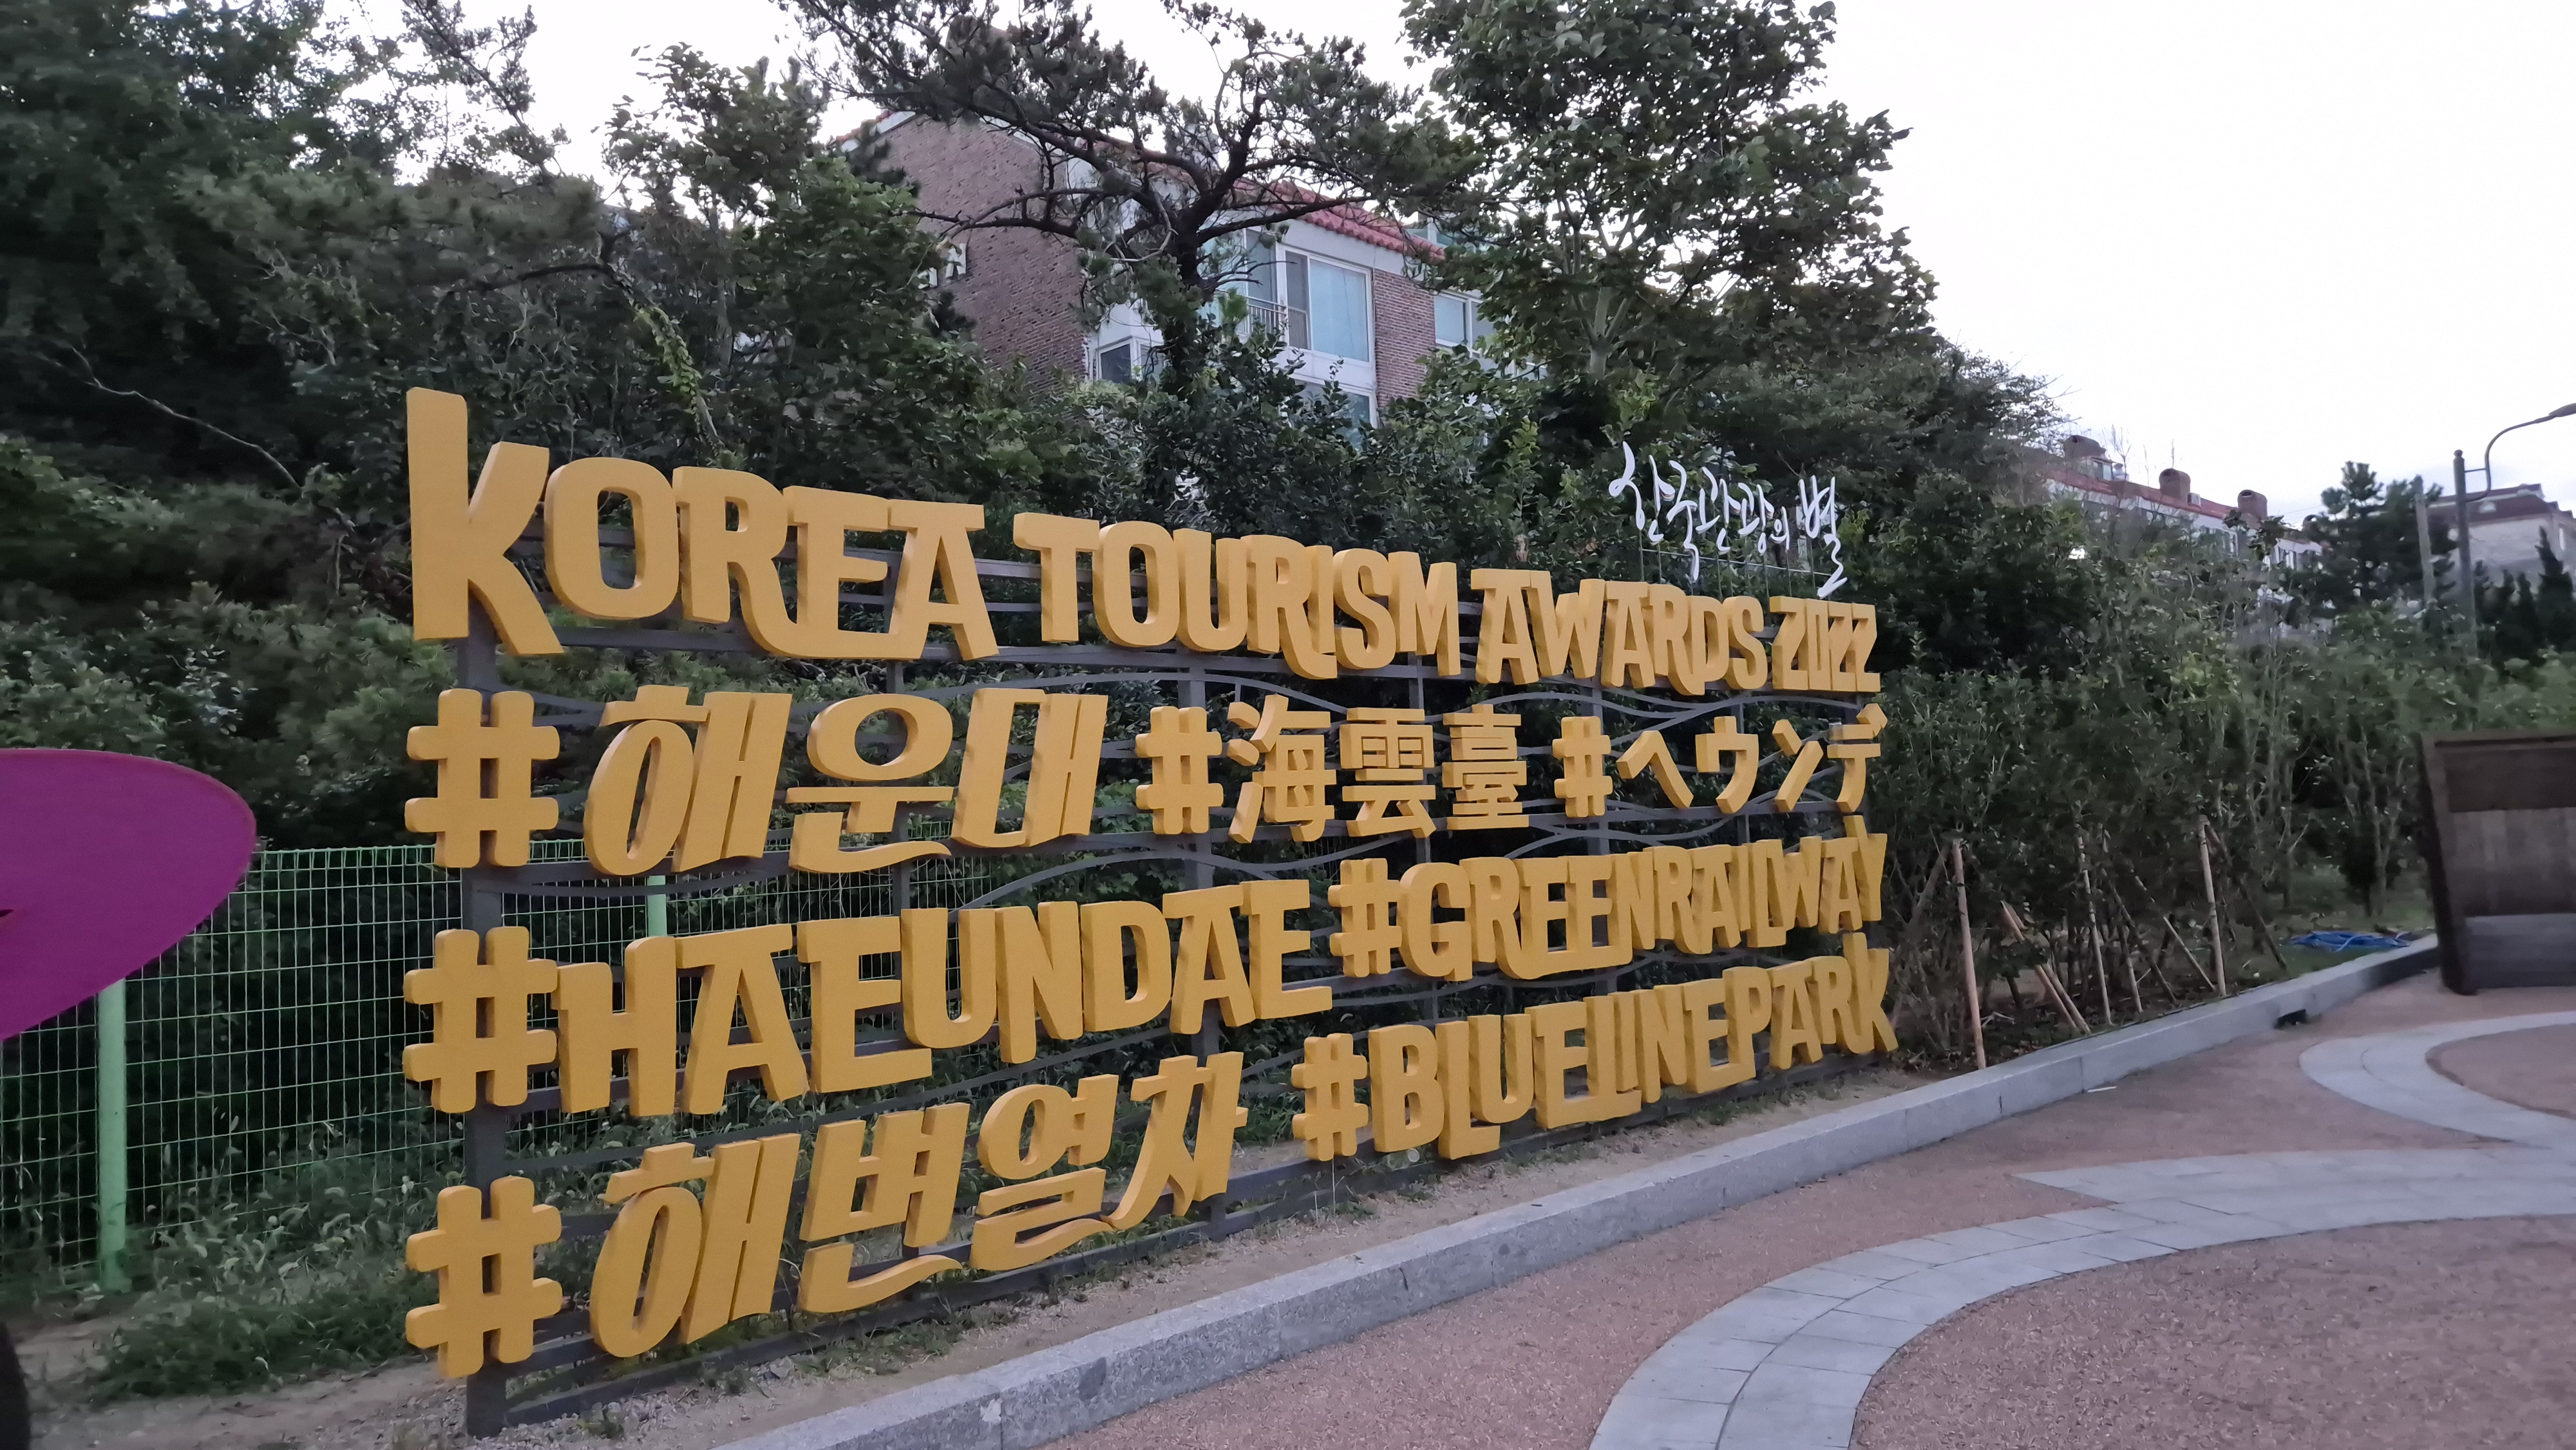 한국관광의 별
KOREA TOURISM AWARDS 2022
#해운대 #海雲臺 #ヘウンデ
#HAEUNDAE #GREENRAILWAY
#해변열차 #BLUELINEPARK